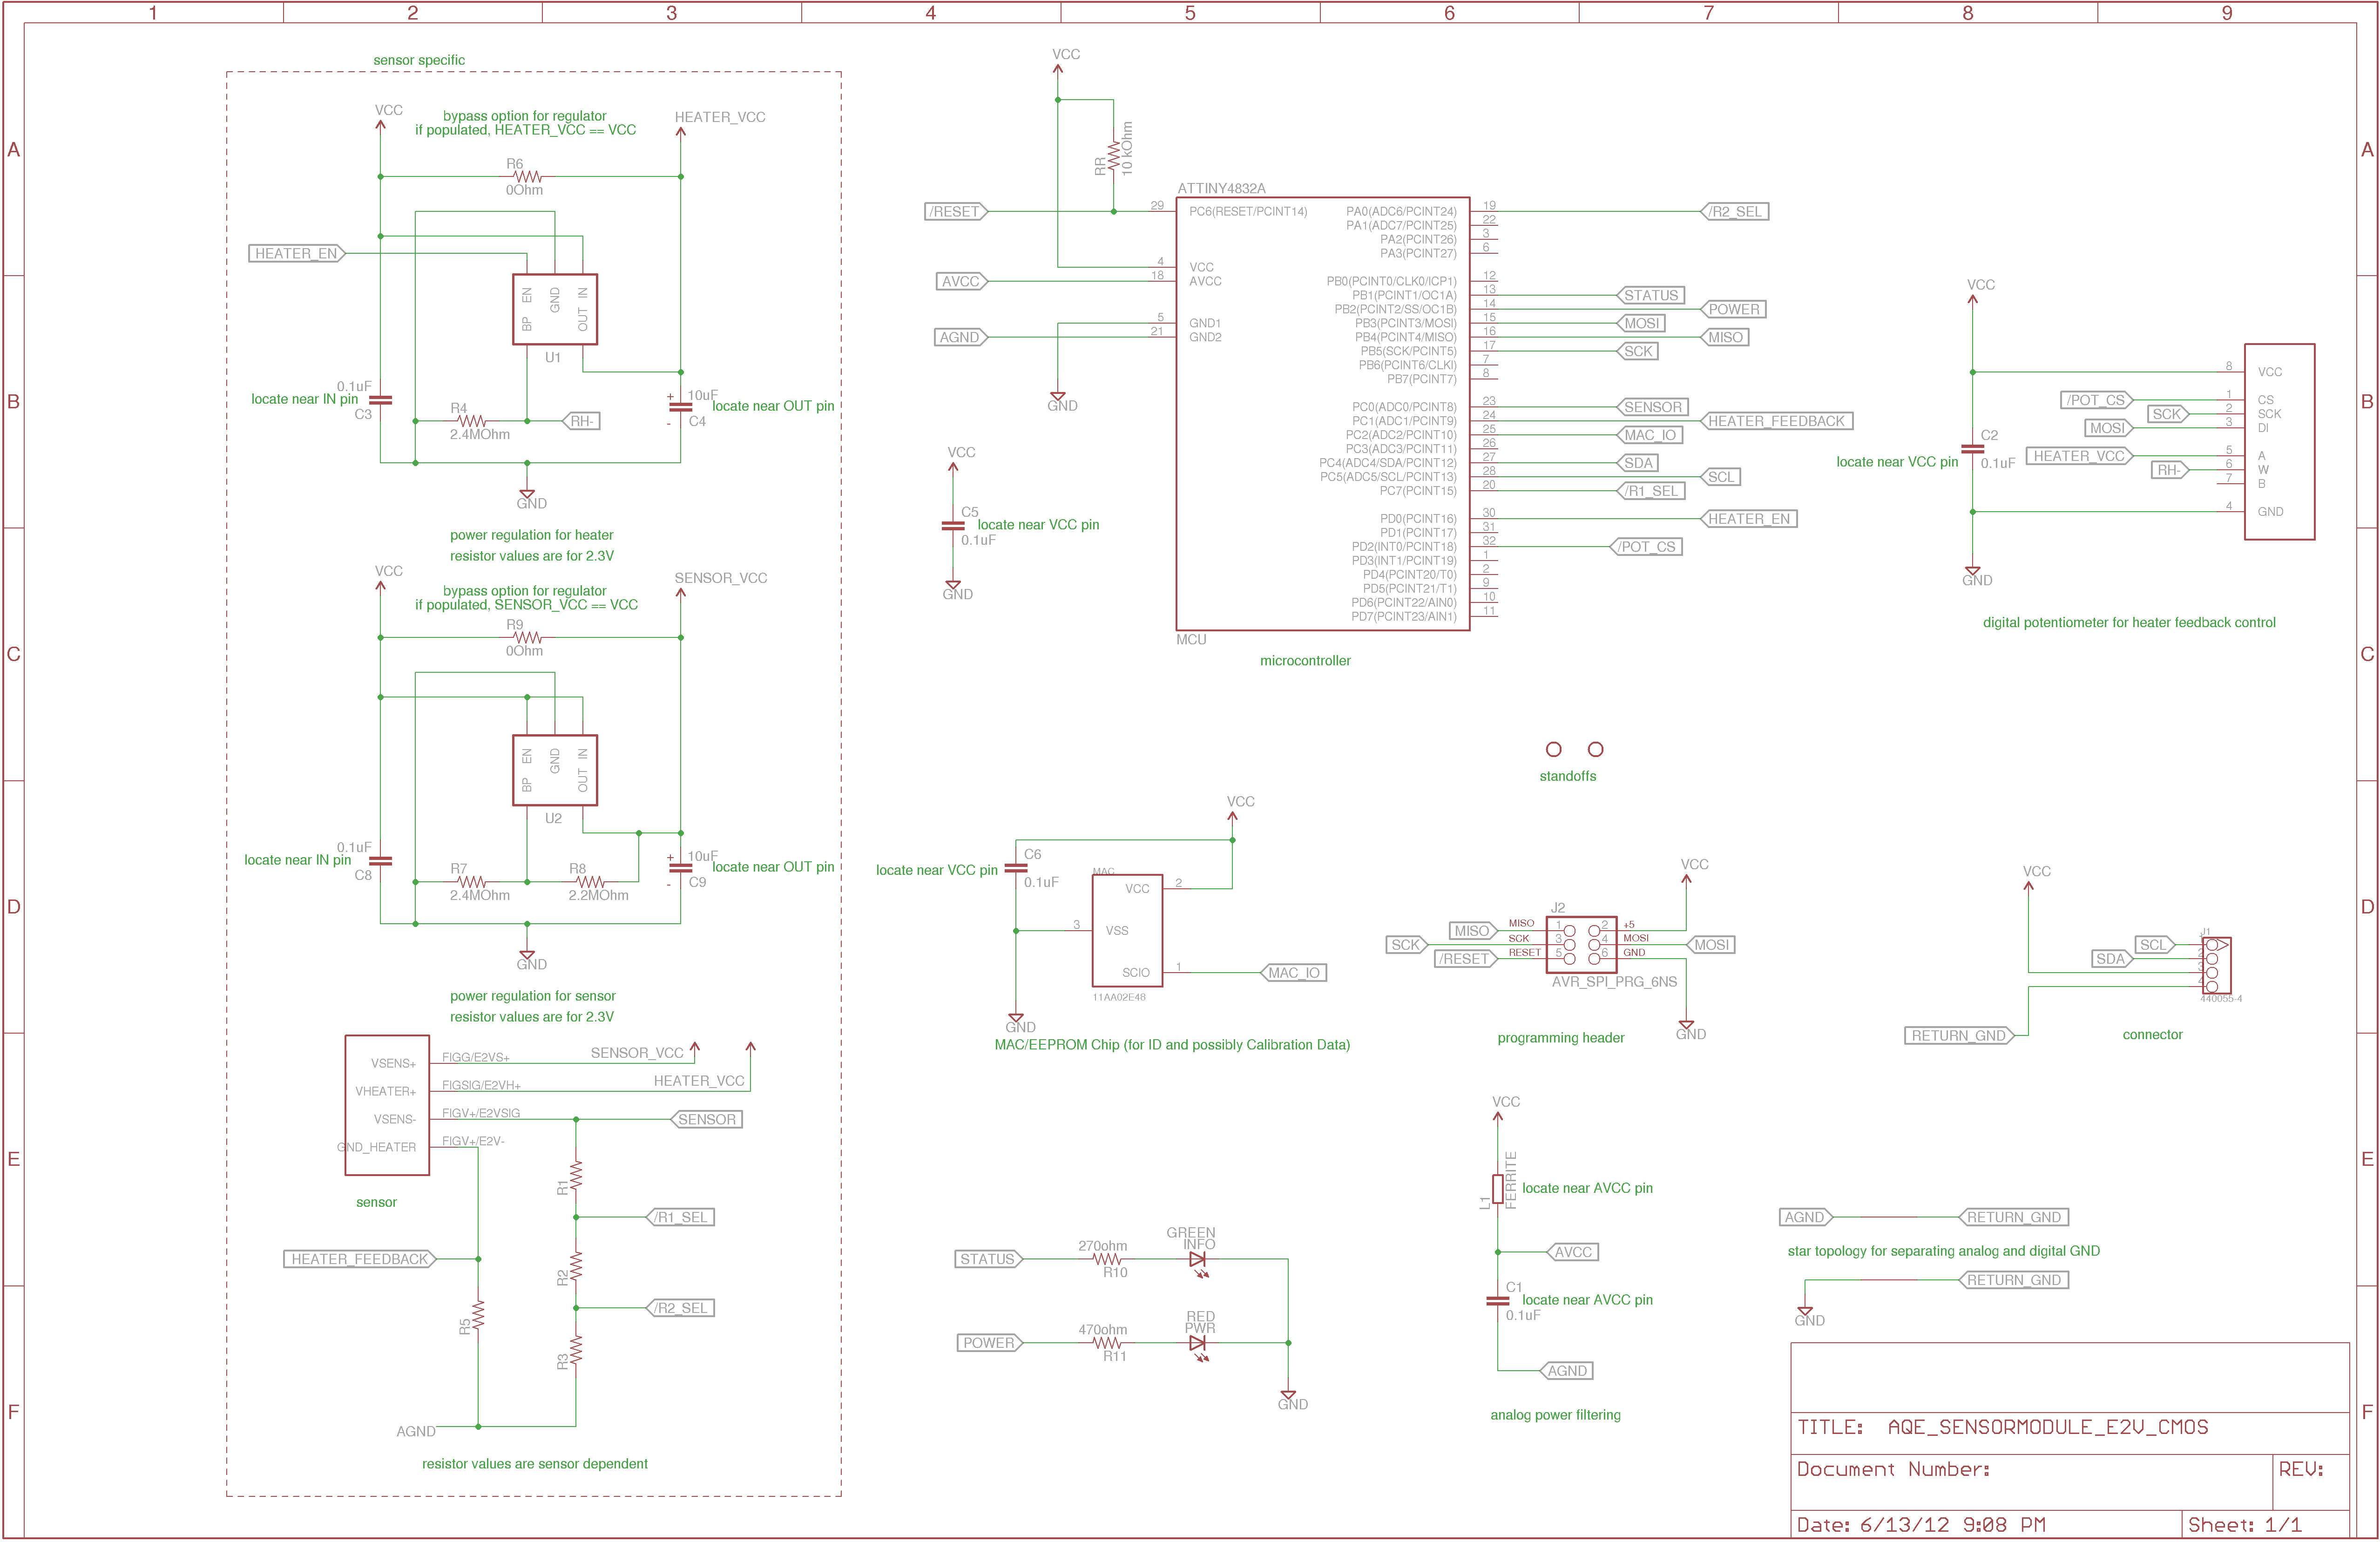 1 2 3 4 5 6 7 8 9
A
B
C
D
E
F
A
B
C
D
E
F
sensor specific
VCC
bypass option for regulator
if populated, HEATER_VCC == VCC
HEATER_VCC
R6
0Ohm
HEATER_EN
EN
GND
IN
BP
OUT
U1
0.1uF
locate near IN pin
C3
R4
2.4MOhm
RH-
+ 10uF
locate near OUT pin
- C4
GND
power regulation for heater
resistor values are for 2.3V
VCC
bypass option for regulator
if populated, SENSOR_VCC == VCC
SENSOR_VCC
R9
0Ohm
EN
GND
IN
BP
OUT
U2
0.1uF
locate near IN pin
C8
R7
2.4MOhm
R8
2.2MOhm
+ 10uF
locate near OUT pin
- C9
GND
power regulation for sensor
resistor values are for 2.3V
VSENS+
VHEATER+
VSENS-
GND_HEATER
FIGG/E2VS+
FIGSIG/E2VH+
FIGV+/E2VSIG
FIGV+/E2V-
SENSOR_VCC
HEATER_VCC
SENSOR
sensor
R1
/R1_SEL
HEATER_FEEDBACK
R2
/R2_SEL
R5
R3
AGND
resistor values are sensor dependent
VCC
RR
10 kOhm
ATTINY4832A
/RESET
29 PC6(RESET/PCINT14)
4 VCC
AVCC
18 AVCC
5 GND1
AGND
21 GND2
GND
PA0(ADC6/PCINT24) 19 /R2_SEL
PA1(ADC7/PCINT25) 22
PA2(PCINT26) 3
PA3(PCINT27) 6
PB0(PCINT0/CLK0/ICP1) 12
PB1(PCINT1/OC1A) 13 STATUS
PB2(PCINT2/SS/OC1B) 14 POWER
PB3(PCINT3/MOSI) 15 MOSI
PB4(PCINT4/MISO) 16 MISO
PB5(SCK/PCINT5) 17 SCK
PB6(PCINT6/CLKI) 7
PB7(PCINT7) 8
PC0(ADC0/PCINT8) 23 SENSOR
PC1(ADC1/PCINT9) 24 HEATER_FEEDBACK
PC2(ADC2/PCINT10) 25 MAC_IO
PC3(ADC3/PCINT11) 26
PC4(ADC4/SDA/PCINT12) 27 SDA
PC5(ADC5/SCL/PCINT13) 28 SCL
PC7(PCINT15) 20 /R1_SEL
PD0(PCINT16) 30 HEATER_EN
PD1(PCINT17) 31
PD2(INT0/PCINT18) 32 /POT_CS
PD3(INT1/PCINT19) 1
PD4(PCINT20/T0) 2
PD5(PCINT21/T1) 9
PD6(PCINT22/AIN0) 10
PD7(PCINT23/AIN1) 11
MCU
microcontroller
VCC
C5
locate near VCC pin
0.1uF
GND
VCC
C2
locate near VCC pin
0.1uF
GND
8 VCC
/POT_CS 1 CS
SCK 2 SCK
MOSI 3 DI
HEATER_VCC 5 A
RH- 6 W
7 B
4 GND
digital potentiometer for heater feedback control
standoffs
VCC
C6
locate near VCC pin
0.1uF
MAC
VCC 2
3 VSS
SCIO 1
MAC_IO
11AA02E48
GND
MAC/EEPROM Chip (for ID and possibly Calibration Data)
VCC
J2
MISO MISO 1 2 +5
SCK SCK 3 4 MOSI MOSI
/RESET RESET 5 6 GND
AVR_SPI_PRG_6NS
GND
programming header
VCC
J1
SCL 1
SDA 2
3
4
440055-4
RETURN_GND
connector
STATUS
270ohm
R10
GREEN
INFO
POWER
470ohm
R11
RED
PWR
GND
VCC
L1
FERRITE
locate near AVCC pin
AVCC
C1
locate near AVCC pin
0.1uF
AGND
analog power filtering
AGND RETURN_GND
star topology for separating analog and digital GND
RETURN_GND
GND
TITLE: AQE_SENSORMODULE_E2V_CMOS
Document Number:
REV:
Date: 6/13/12 9:08 PM
Sheet: 1/1